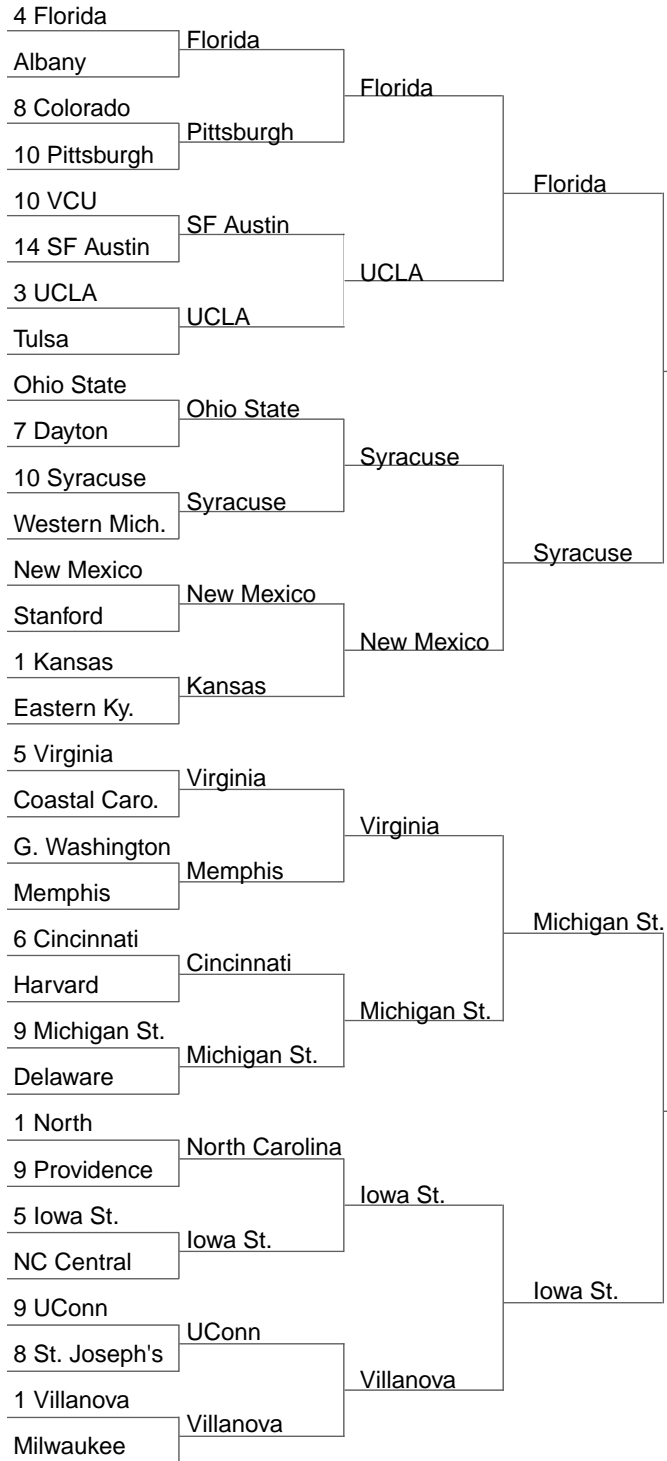 4 Florida
Florida
Albany
Florida
8 Colorado
Pittsburgh
10 Pittsburgh
Florida
10 VCU
SF Austin
14 SF Austin
UCLA
3 UCLA
UCLA
Tulsa
Ohio State
Ohio State
7 Dayton
Syracuse
10 Syracuse
Syracuse
Western Mich.
Syracuse
New Mexico
New Mexico
Stanford
New Mexico
1 Kansas
Kansas
Eastern Ky.
5 Virginia
Virginia
Coastal Caro.
Virginia
G. Washington
Memphis
Memphis
Michigan St.
6 Cincinnati
Cincinnati
Harvard
Michigan St.
9 Michigan St.
Michigan St.
Delaware
1 North
North Carolina
9 Providence
Iowa St.
5 Iowa St.
Iowa St.
NC Central
Iowa St.
9 UConn
UConn
8 St. Joseph's
Villanova
1 Villanova
Villanova
Milwaukee